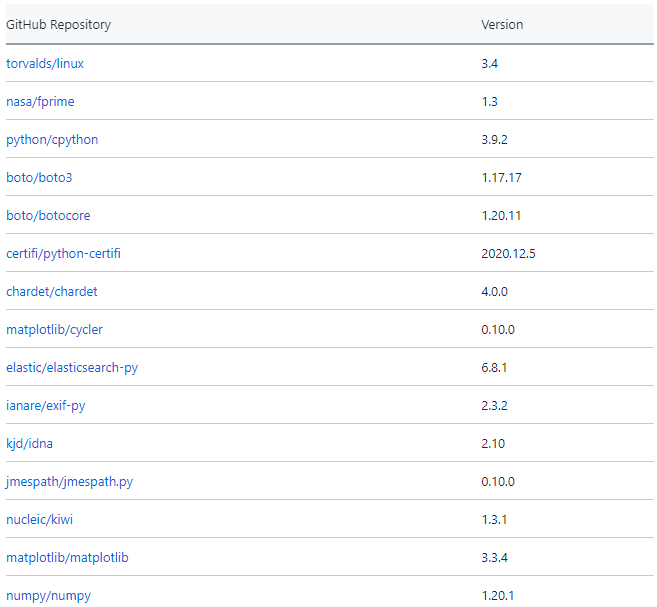 GitHub Repository Version
torvalds/linux 3.4
nasa/fprime 1.3
python/cpython 3.9.2
boto/boto3 1.17.17
boto/botocore 1.20.11
certifi/python-certifi 2020.12.5
chardet/chardet 4.0.0
matplotlib/cycler 0.10.0
elastic/elasticsearch-py 6.8.1
ianare/exif-py 2.3.2
kjd/idna 2.10
jmespath/jmespath.py 0.10.0
nucleic/kiwi 1.3.1
matplotlib/matplotlib 3.3.4
numpy/numpy 1.20.1